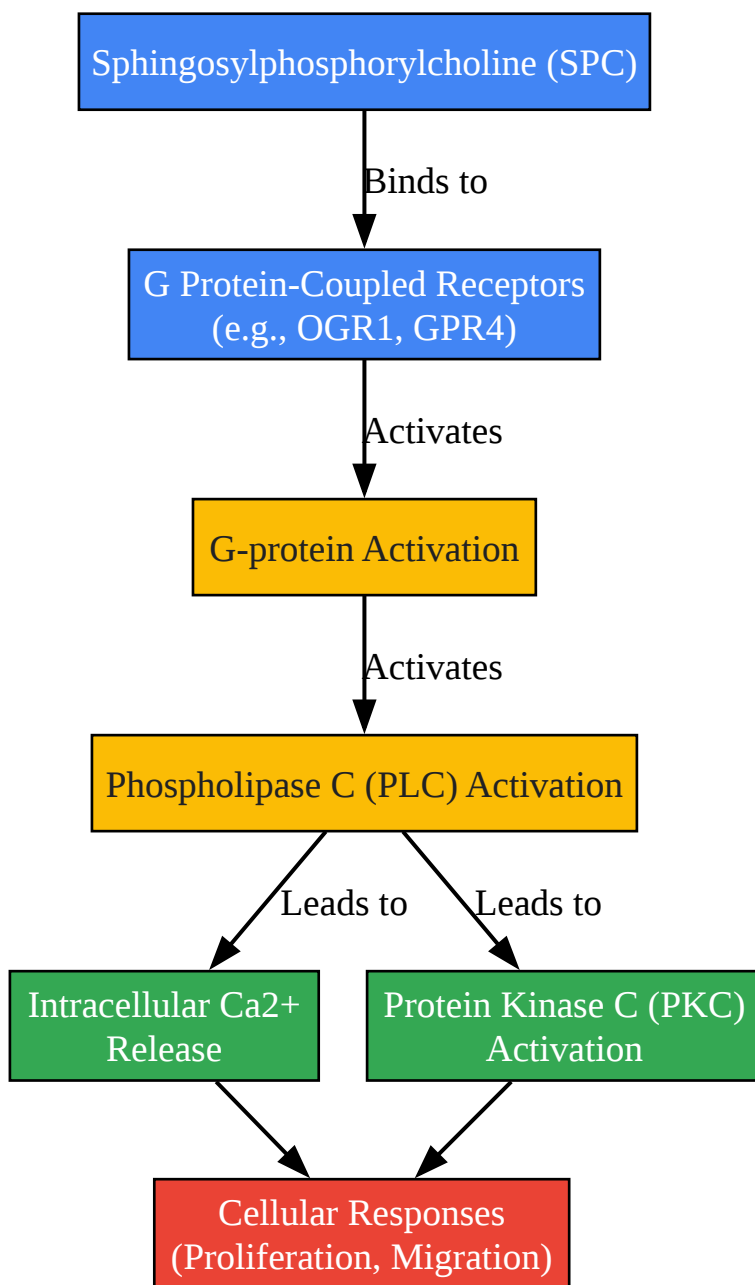 Sphingosylphosphorylcholine (SPC)
Binds to
G Protein-Coupled Receptors
(e.g., OGR1, GPR4)
Activates
G-protein Activation
Activates
Phospholipase C (PLC) Activation
Leads to
Leads to
Intracellular Ca2+
Release
Protein Kinase C (PKC)
Activation
Cellular Responses
(Proliferation, Migration)